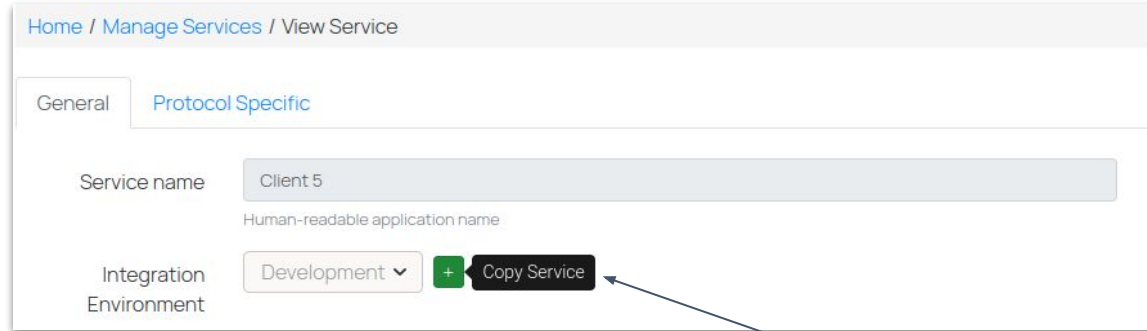 Home / Manage Services / View Service
General Protocol Specific
Service name Client 5
Human-readable application name
Integration Environment Development + Copy Service